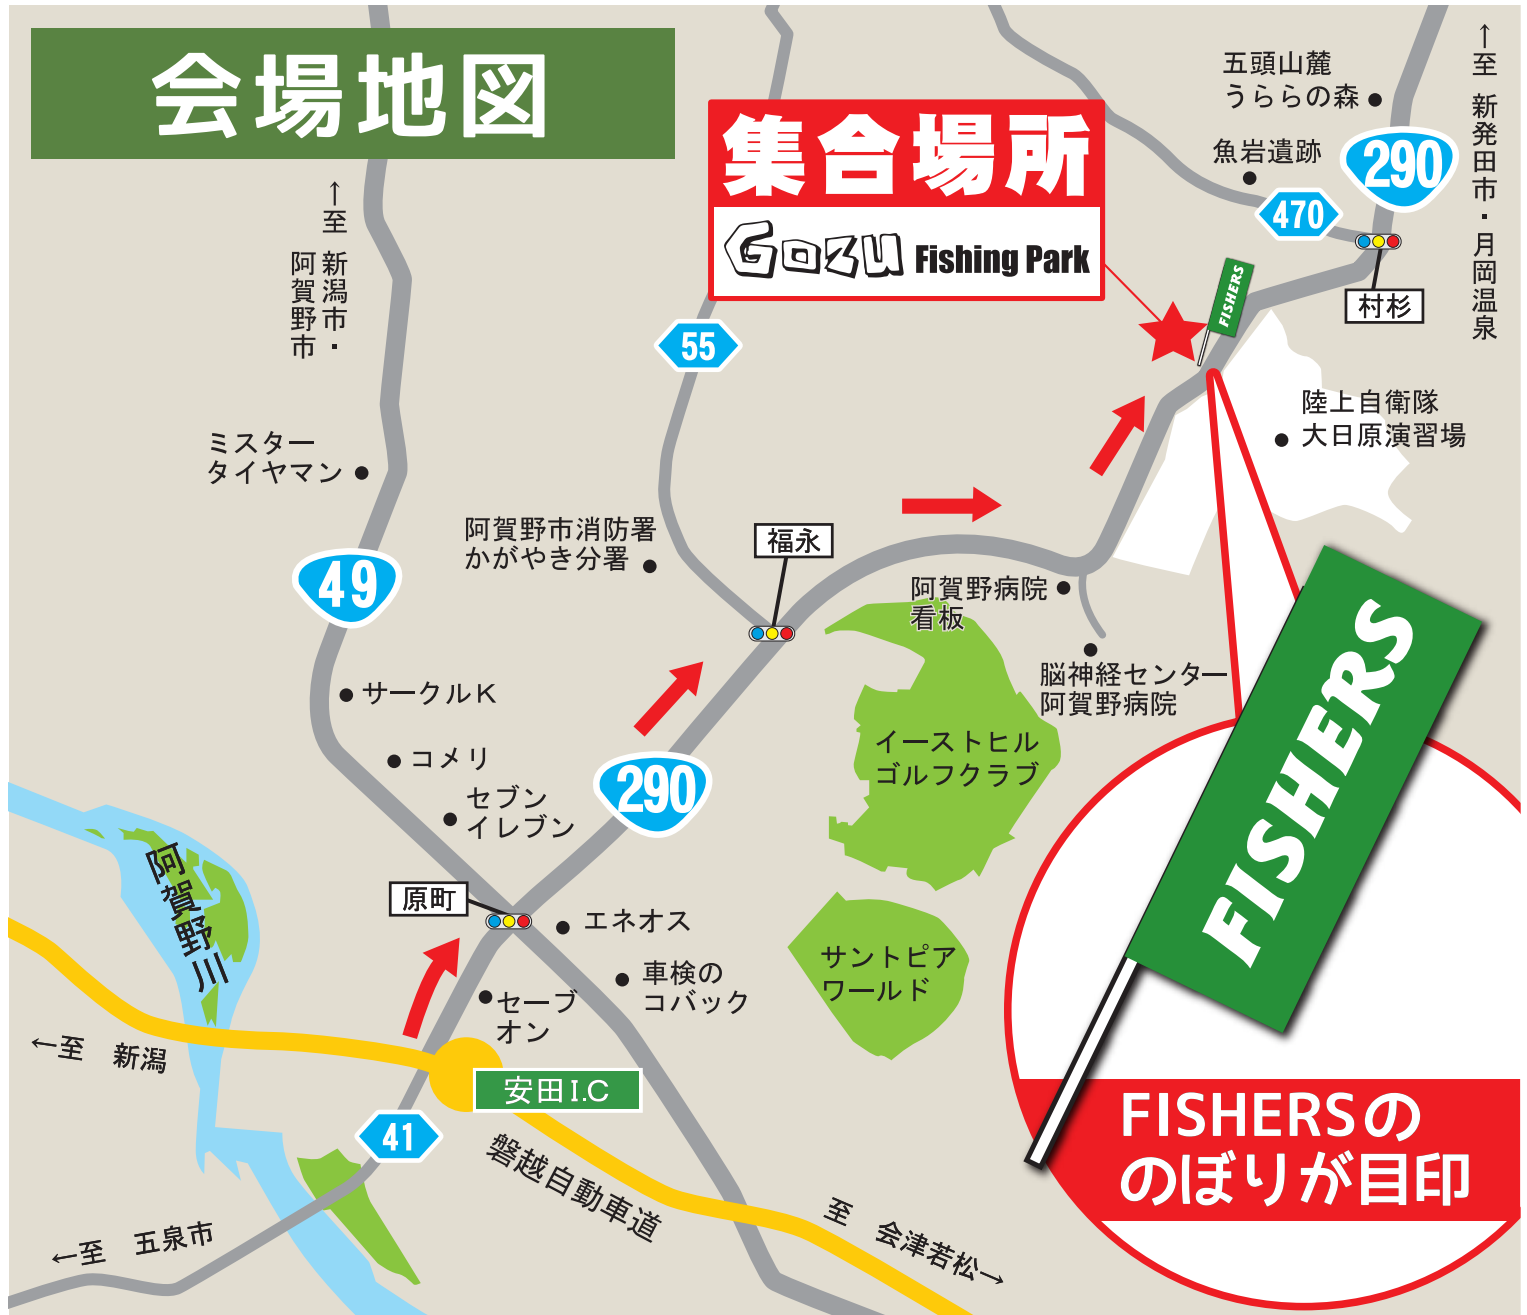 会場地図
←至 新潟市・
阿賀野市
集合場所
Gozu Fishing Park
五頭山麓
うららの森
魚岩遺跡
290
470
←至 新発田市・月岡温泉
村杉
FISHERS
55
陸上自衛隊
大日原演習場
ミスター
タイヤマン
阿賀野市消防署
かがやき分署
福永
49
阿賀野病院
看板
脳神経センター
阿賀野病院
サークルK
コメリ
セブン
イレブン
290
イーストヒル
ゴルフクラブ
原町
エネオス
車検の
コバック
セーブ
オン
サントピア
ワールド
阿賀野川
←至 新潟
安田I.C
41
磐越自動車道
←至 五泉市
至 会津若松→
FISHERS
FISHERSの
のぼりが目印